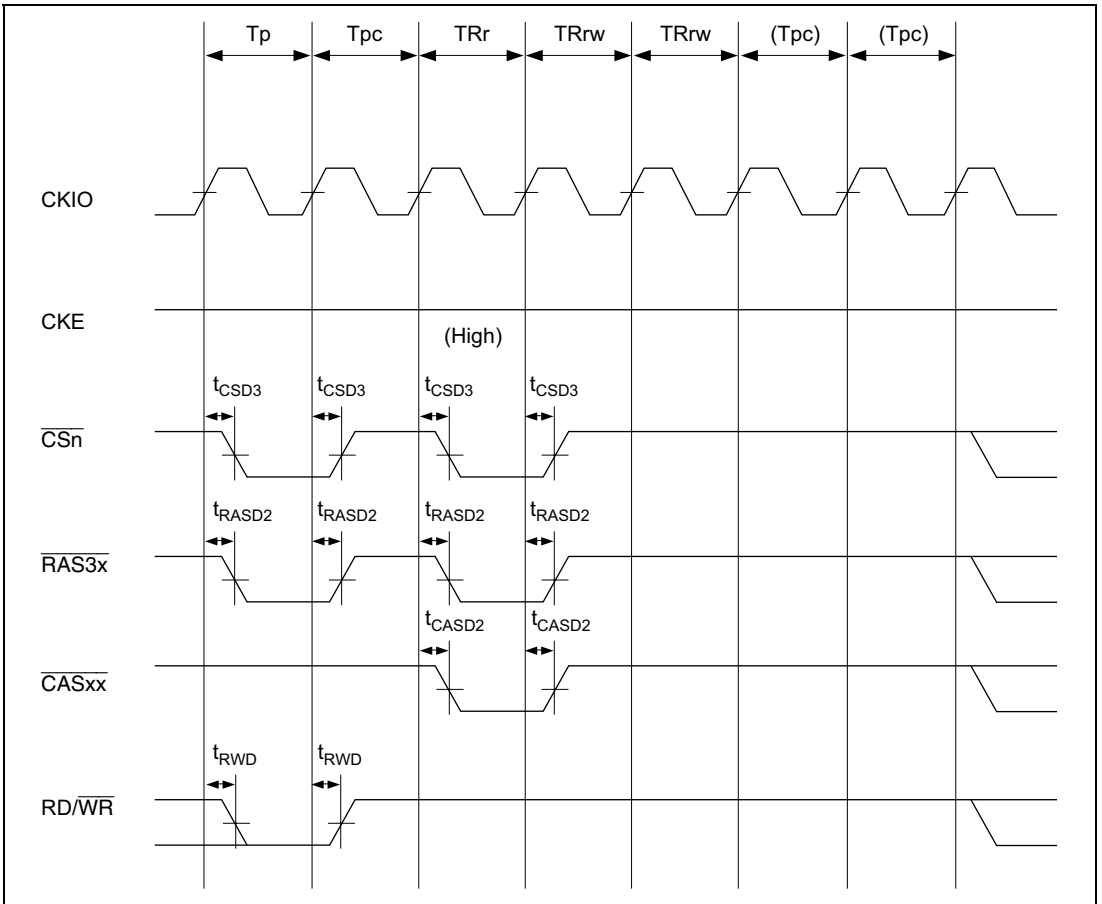 Tp Tpc TRr TRrw TRrw (Tpc) (Tpc)
CKIO
CKE
(High)
tCSD3 tCSD3 tCSD3 tCSD3
CSn
tRASD2 tRASD2 tRASD2 tRASD2
RAS3x
tCASD2 tCASD2
CASxx
tRWD tRWD
RD/WR